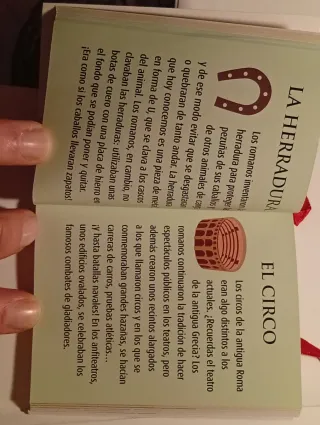 LA HERRADURA
Los romanos inventaron
herradura para proteger
pezuñas de sus caballos
de otros animales de
y de ese modo evitar que se desgastaran
o quebraran de tanto andar. La herradura
que hoy conocemos es una pieza de
en forma de U, que se clava a los cascos
del animal. Los romanos, en cambio, no
clavaban las herraduras: utilizaban unas
botas de cuero con una placa de hierro en
el fondo que se podían poner y quitar.
¡Era como si los caballos llevaran zapatos!
EL CIRCO
Los circos de la antigua Roma
eran algo distintos a los
actuales. ¿Recuerdas el teatro
de la antigua Grecia? Los
romanos continuaron la tradición de hacer
espectáculos públicos en los teatros, pero
además crearon unos recintos alargados
a los que llamaron circos y en los que se
conmemoraban grandes hazañas, se hacían
carreras de carros, pruebas atléticas...
¡y hasta batallas navales! En los anfiteatros,
unos edificios ovalados, se celebraban los
famosos combates de gladiadores.